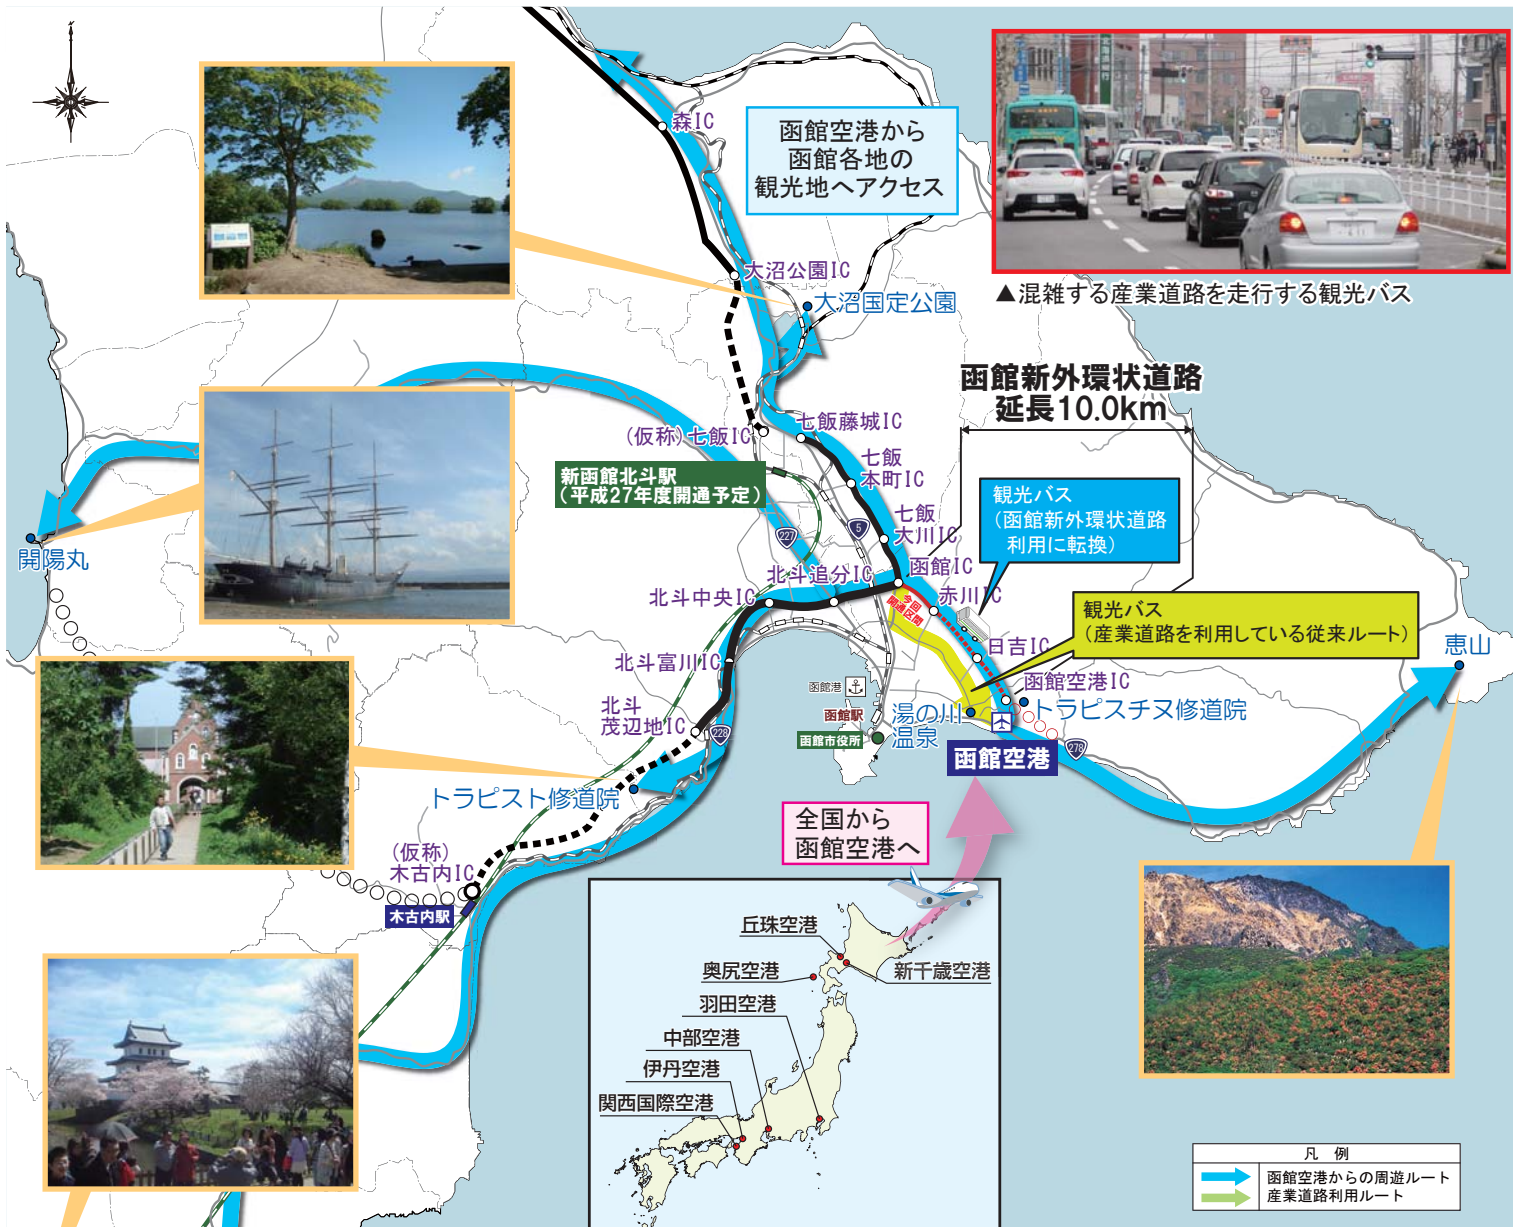 函館空港から
函館各地の
観光地へアクセス
▲混雑する産業道路を走行する観光バス
森IC
大沼公園IC
大沼国定公園
函館新外環状道路
延長10.0km
七飯藤城IC
(仮称)七飯IC
七飯
本町IC
新函館北斗駅
(平成27年度開通予定)
観光バス
(函館新外環状道路
利用に転換)
七飯
大川IC
5
227
開陽丸
函館IC
北斗追分IC
北斗中央IC
赤川IC
今回
開通区間
観光バス
(産業道路を利用している従来ルート)
日吉IC
恵山
北斗富川IC
函館空港IC
函館港
北斗
茂辺地IC
函館駅
湯の川
温泉
トラピスチヌ修道院
228
函館市役所
278
函館空港
トラピスト修道院
全国から
函館空港へ
(仮称)
木古内IC
木古内駅
丘珠空港
奥尻空港
新千歳空港
羽田空港
中部空港
伊丹空港
関西国際空港
凡 例
函館空港からの周遊ルート
産業道路利用ルート